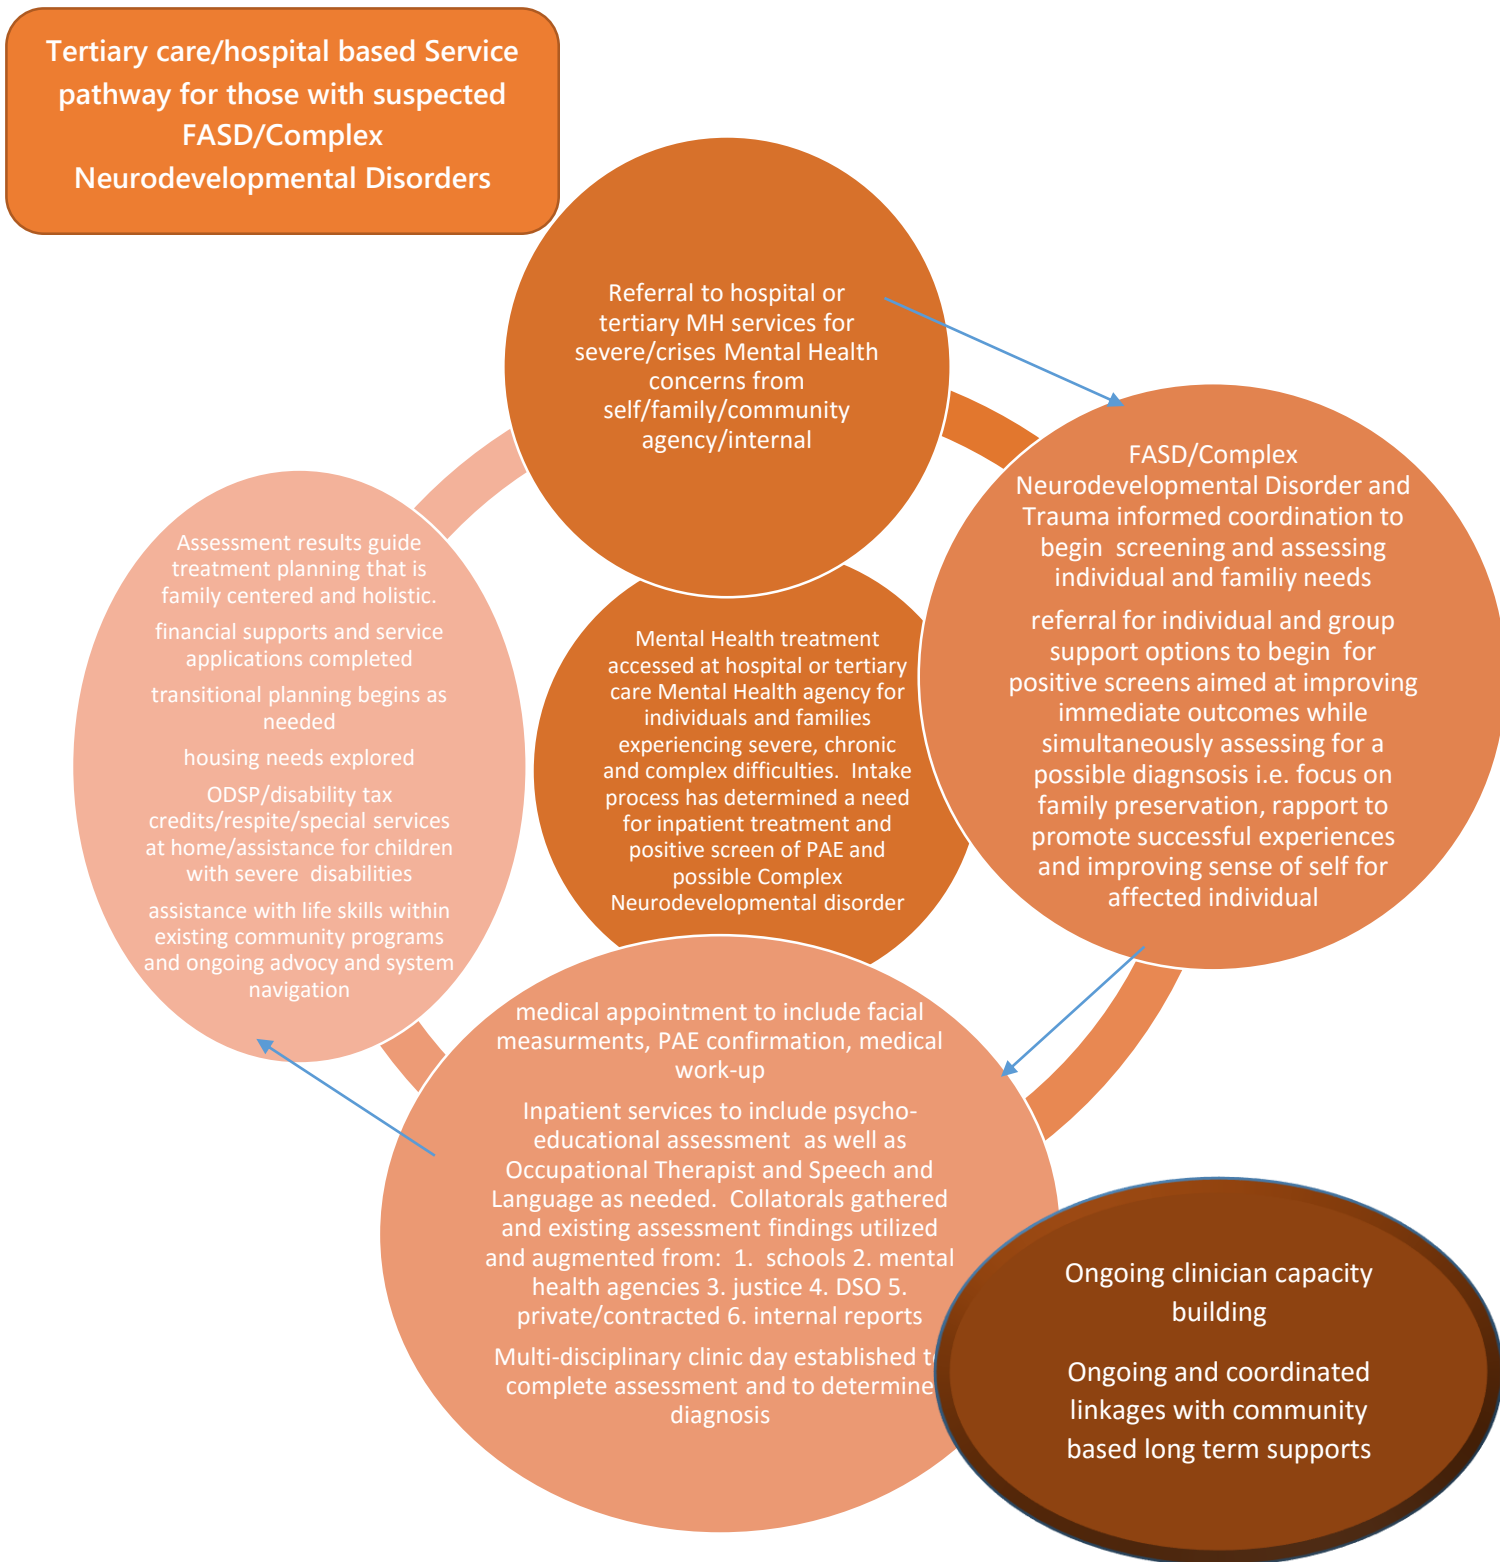 Tertiary care/hospital based Service
pathway for those with suspected
FASD/Complex
Neurodevelopmental Disorders
Referral to hospital or
tertiary MH services for
severe/crises Mental Health
concerns from
self/family/community
agency/internal
FASD/Complex
Neurodevelopmental Disorder and
Trauma informed coordination to
begin screening and assessing
individual and familiy needs
referral for individual and group
support options to begin for
positive screens aimed at improving
immediate outcomes while
simultaneously assessing for a
possible diagnsosis i.e. focus on
family preservation, rapport to
promote successful experiences
and improving sense of self for
affected individual
Mental Health treatment
accessed at hospital or tertiary
care Mental Health agency for
individuals and families
experiencing severe, chronic
and complex difficulties. Intake
process has determined a need
for inpatient treatment and
positive screen of PAE and
possible Complex
Neurodevelopmental disorder
medical appointment to include facial
measurments, PAE confirmation, medical
work-up
Inpatient services to include psycho-
educational assessment as well as
Occupational Therapist and Speech and
Language as needed. Collatorals gathered
and existing assessment findings utilized
and augmented from: 1. schools 2. mental
health agencies 3. justice 4. DSO 5.
private/contracted 6. internal reports
Multi-disciplinary clinic day established t
complete assessment and to determine
diagnosis
Assessment results guide
treatment planning that is
family centered and holistic.
financial supports and service
applications completed
transitional planning begins as
needed
housing needs explored
ODSP/disability tax
credits/respite/special services
at home/assistance for children
with severe disabilities
assistance with life skills within
existing community programs
and ongoing advocy and system
navigation
Ongoing clinician capacity
building
Ongoing and coordinated
linkages with community
based long term supports